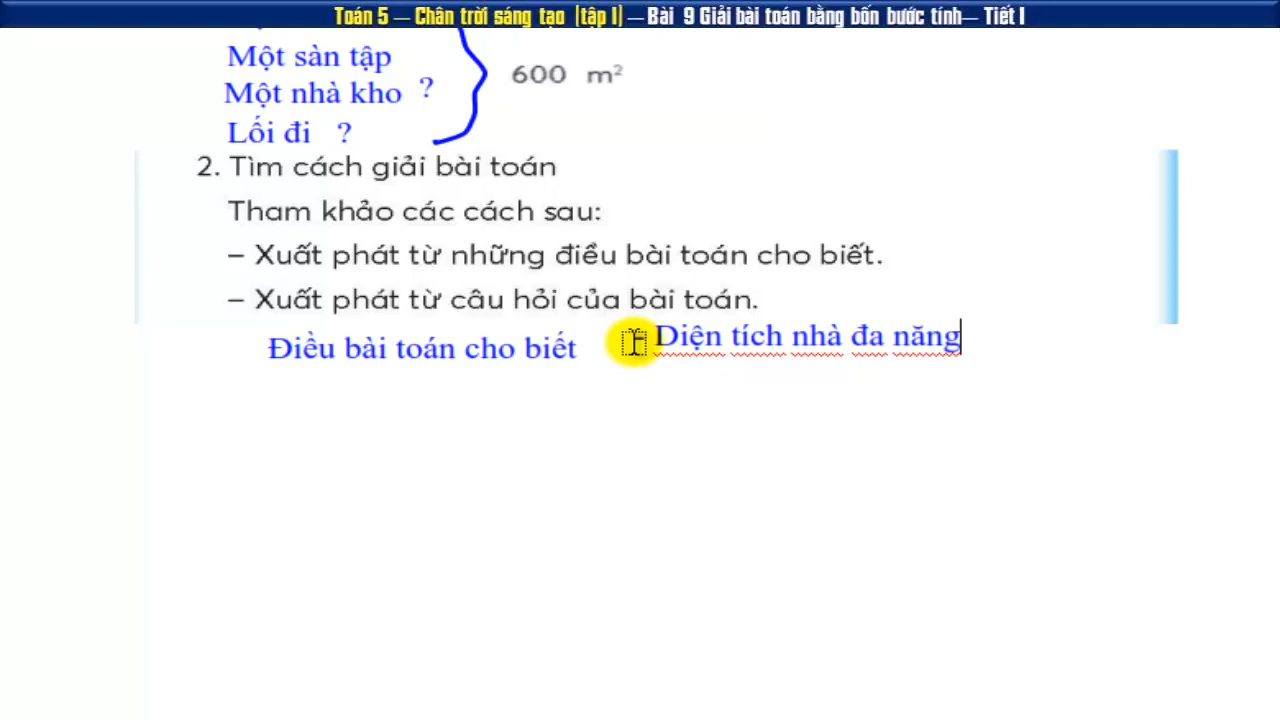 Toán 5 – Chân trời sáng tạo (tập 1) – Bài 9 Giải bài toán bằng bốn bước tính – Tiết 1
Một sàn tập
600 m²
Một nhà kho ?
Lối đi ?
2. Tìm cách giải bài toán
Tham khảo các cách sau:
– Xuất phát từ những điều bài toán cho biết.
– Xuất phát từ câu hỏi của bài toán.
Điều bài toán cho biết
Diện tích nhà đa năng